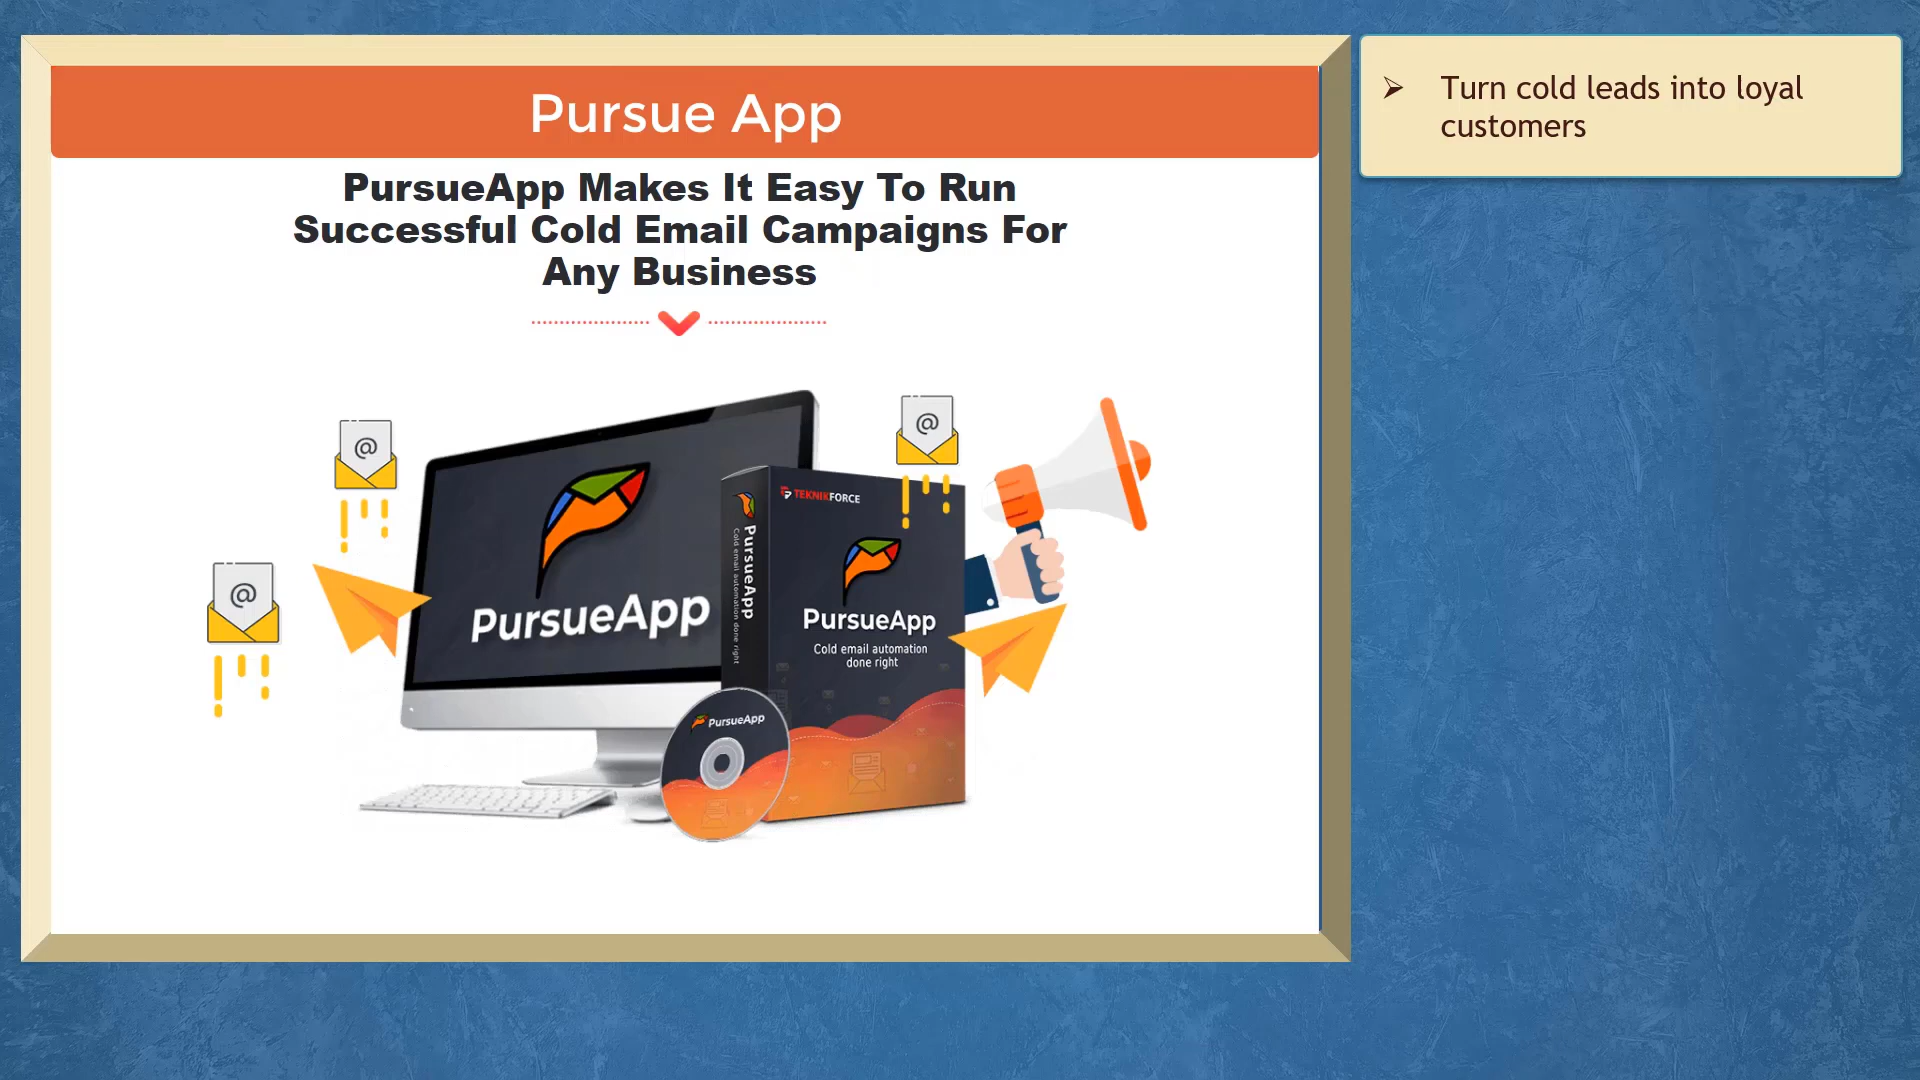 Pursue App
PursueApp Makes It Easy To Run
Successful Cold Email Campaigns For
Any Business
Turn cold leads into loyal
customers
@
@
@
PursueApp
TEKNIKFORCE
PursueApp
Cold email automation done right
PursueApp
Cold email automation
done right
PursueApp